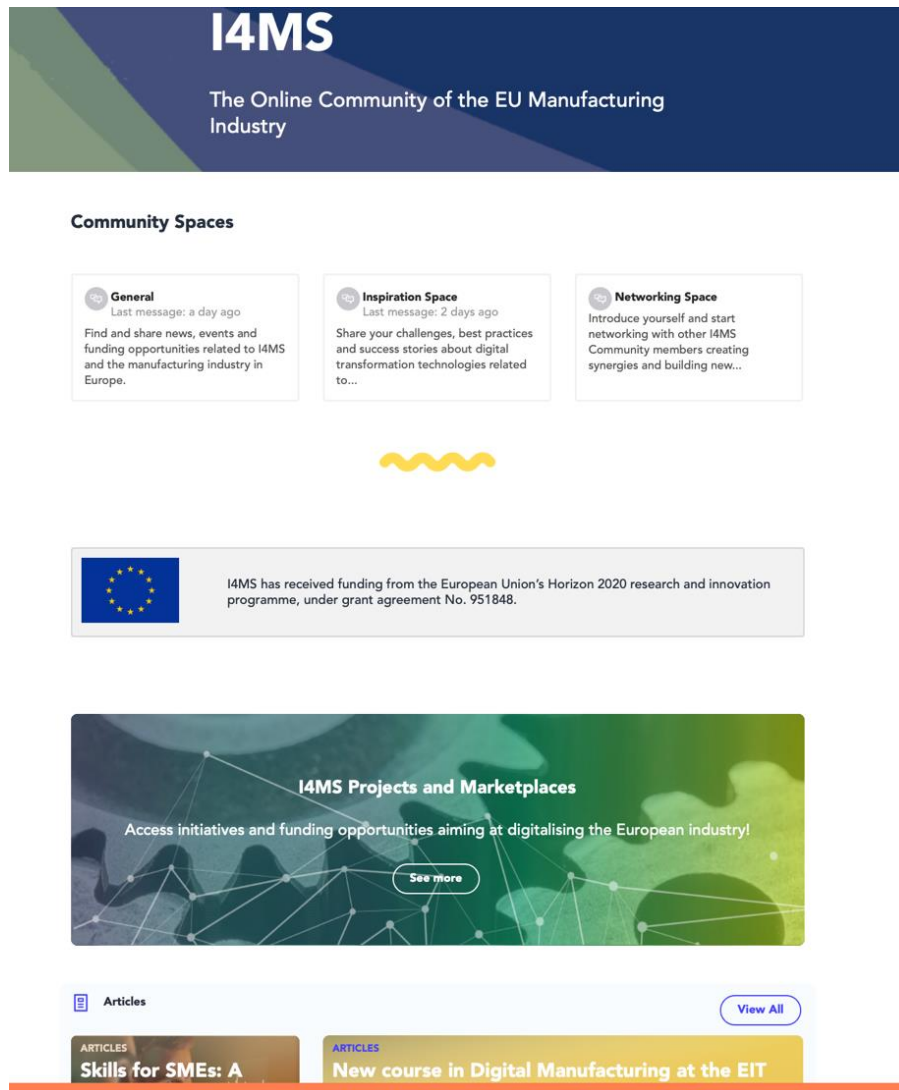 I4MS
The Online Community of the EU Manufacturing
Industry
Community Spaces
General
Last message: a day ago
Find and share news, events and
funding opportunities related to I4MS
and the manufacturing industry in
Europe.
Inspiration Space
Last message: 2 days ago
Share your challenges, best practices
and success stories about digital
transformation technologies related
to...
Networking Space
Introduce yourself and start
networking with other I4MS
Community members creating
synergies and building new...
I4MS has received funding from the European Union's Horizon 2020 research and innovation
programme, under grant agreement No. 951848.
I4MS Projects and Marketplaces
Access initiatives and funding opportunities aiming at digitalising the European industry!
See more
Articles
View All
ARTICLES
Skills for SMEs: A
ARTICLES
New course in Digital Manufacturing at the EIT